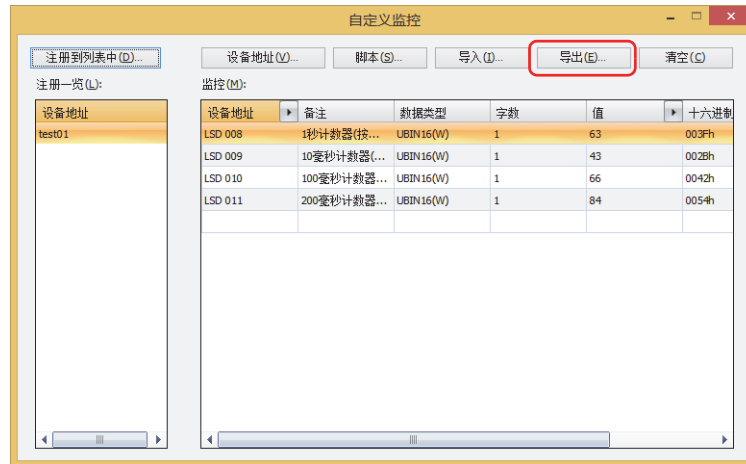 自定义监控
注册到列表中(D)... 设备地址(V)... 脚本(S)... 导入(I)... 导出(E)... 清空(C)
注册一览(L): 监控(M):
设备地址 设备地址 备注 数据类型 字数 值 十六进制
test01 LSD 008 1秒计数器(按... UBIN16(W) 1 63 003Fh
LSD 009 10毫秒计数器(... UBIN16(W) 1 43 002Bh
LSD 010 100毫秒计数器... UBIN16(W) 1 66 0042h
LSD 011 200毫秒计数器... UBIN16(W) 1 84 0054h